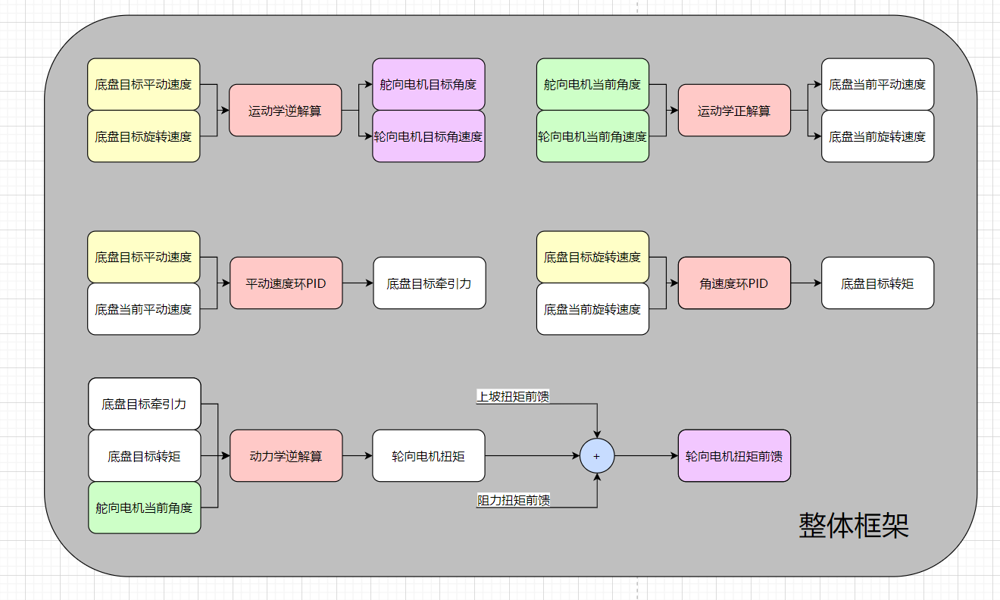 底盘目标平动速度
底盘目标旋转速度
运动学逆解算
舵向电机目标角度
轮向电机目标角速度
舵向电机当前角度
轮向电机当前角速度
运动学正解算
底盘当前平动速度
底盘当前旋转速度
底盘目标平动速度
底盘当前平动速度
平动速度环PID
底盘目标牵引力
底盘目标旋转速度
底盘当前旋转速度
角速度环PID
底盘目标转矩
底盘目标牵引力
底盘目标转矩
舵向电机当前角度
动力学逆解算
轮向电机扭矩
上坡扭矩前馈
+
阻力扭矩前馈
轮向电机扭矩前馈
整体框架